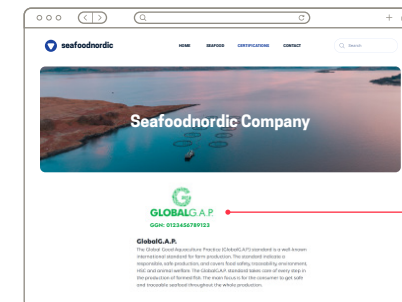 seafoodnordic
HOME SEAFOOD CERTIFICATIONS CONTACT
Search
Seafoodnordic Company
GLOBALG.A.P.
GGN: 0123456789123
GlobalG.A.P.
The Global Good Aquaculture Practice (GlobalG.A.P.) standard is a well-known
international standard for farm production. The standard indicate a
responsible safe production, and covers food safety, traceability, environment,
HSE and animal welfare. The GlobalG.A.P. standard takes care of every step in
the production of farmed fish. The main focus is for the consumer to get safe
and traceable seafood throughout the whole production.